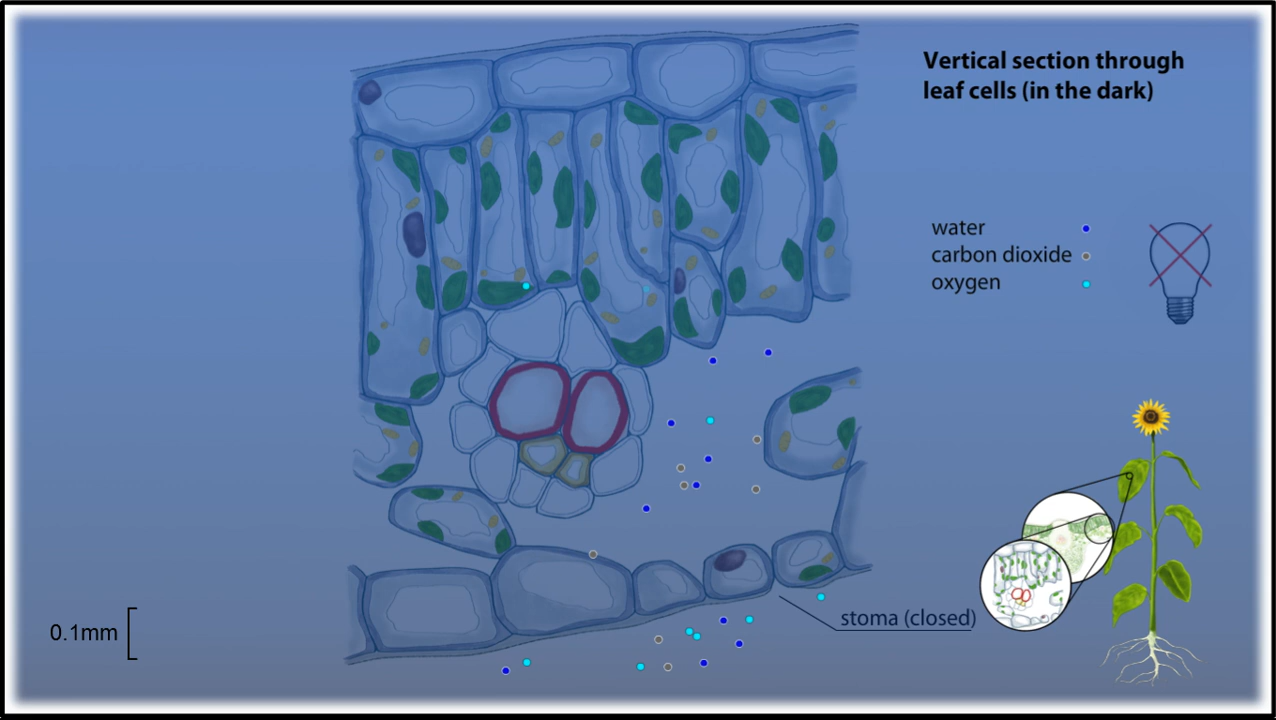 Vertical section through
leaf cells (in the dark)
water
carbon dioxide
oxygen
stoma (closed)
0.1mm